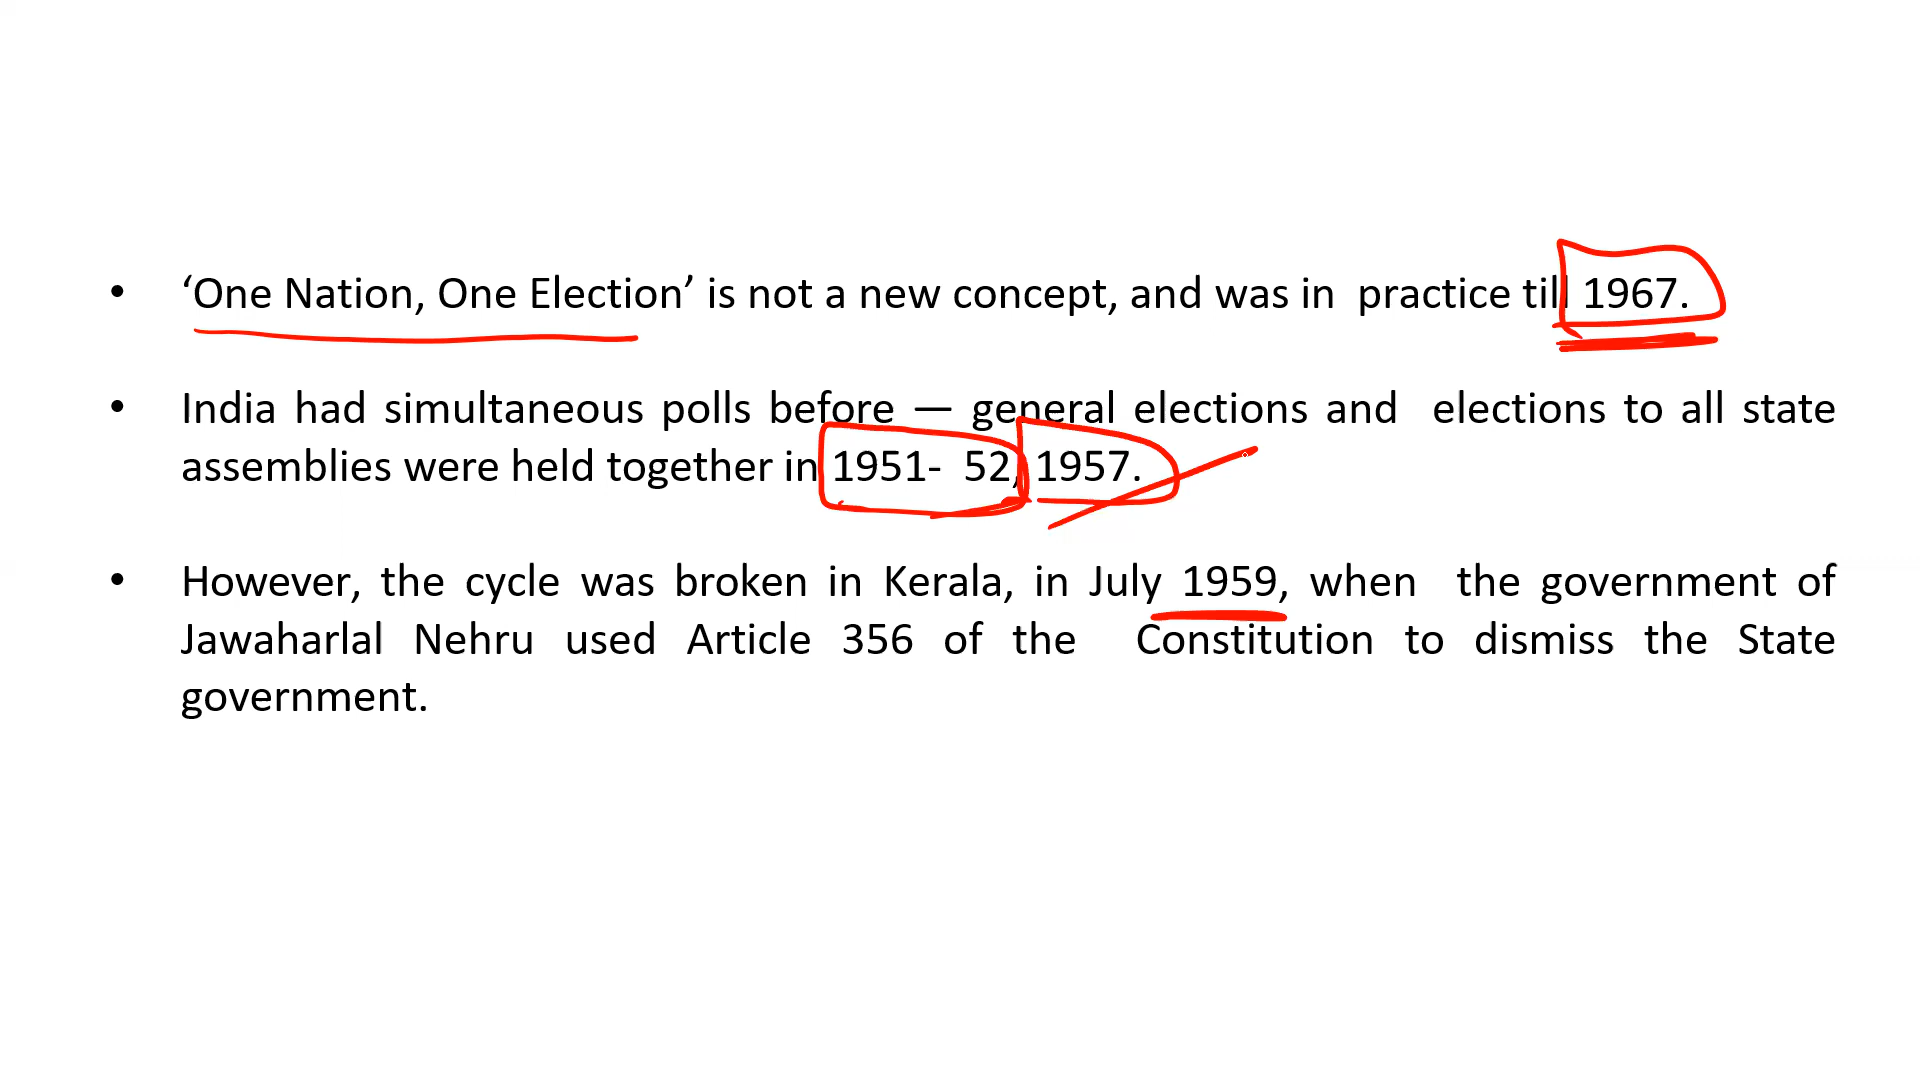 • ‘One Nation, One Election’ is not a new concept, and was in practice till 1967.
• India had simultaneous polls before — general elections and elections to all state
assemblies were held together in 1951- 52, 1957.
• However, the cycle was broken in Kerala, in July 1959, when the government of
Jawaharlal Nehru used Article 356 of the Constitution to dismiss the State
government.